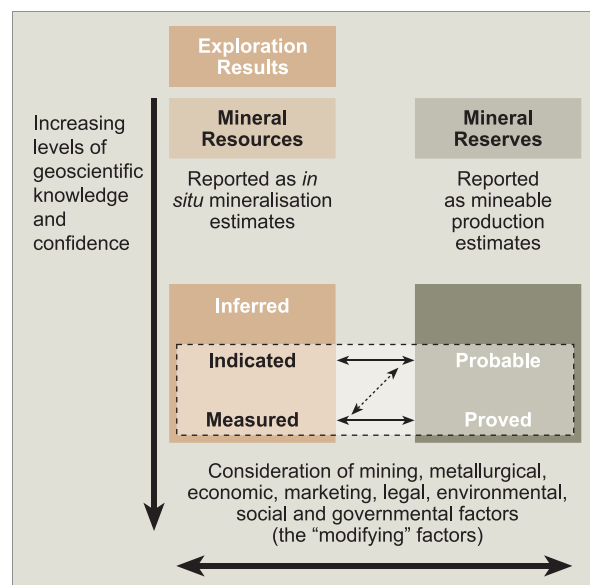 Exploration
Results
Increasing
levels of
geoscientific
knowledge
and
confidence
Mineral
Resources
Reported as in
situ mineralisation
estimates
Mineral
Reserves
Reported
as mineable
production
estimates
Inferred
Indicated
Probable
Measured
Proved
Consideration of mining, metallurgical,
economic, marketing, legal, environmental,
social and governmental factors
(the “modifying” factors)